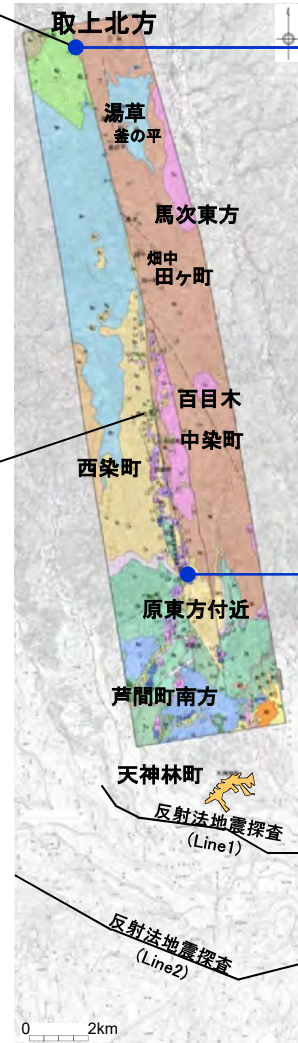 取上北方
湯草
釜の平
馬次東方
畑中
田ヶ町
百目木
中染町
西染町
原東方付近
芦間町南方
天神林町
反射法地震探査
(Line1)
反射法地震探査
(Line2)
0 2km